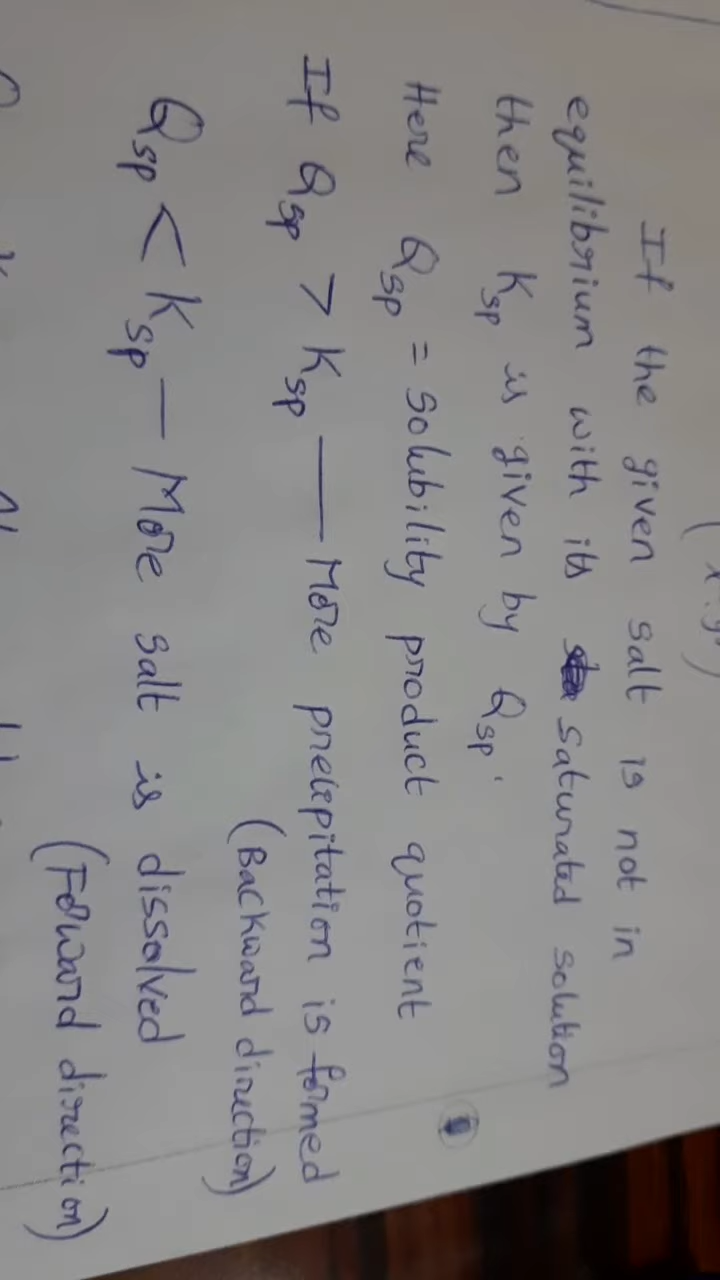 If the given salt is not in
equilibrium with its saturated solution
then Ksp is given by Qsp.
Here Qsp = Solubility product quotient
If Qsp > Ksp — More precipitation is formed
(Backward direction)
Qsp < Ksp — More salt is dissolved
(Forward direction)